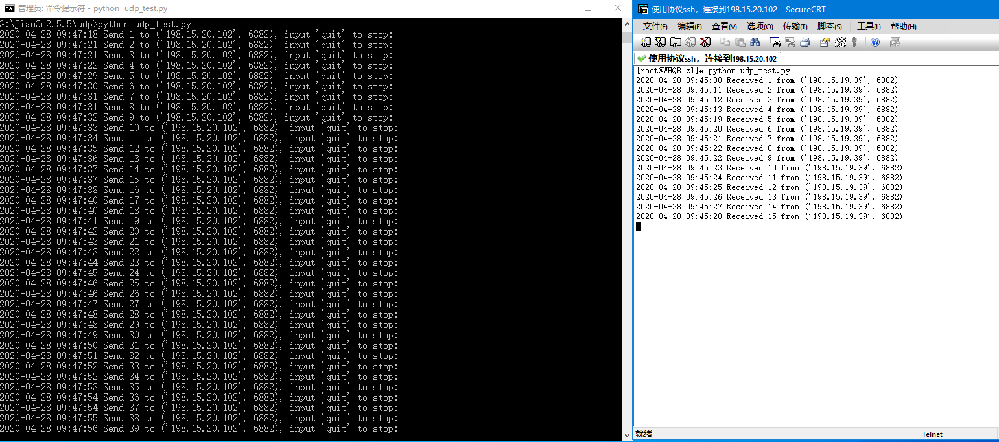 管理员: 命令提示符 - python  udp_test.py
G:\JianCe2.5.5\udp>python udp_test.py
2020-04-28 09:47:18 Send 1 to ('198.15.20.102', 6882), input 'quit' to stop:
2020-04-28 09:47:21 Send 2 to ('198.15.20.102', 6882), input 'quit' to stop:
2020-04-28 09:47:21 Send 3 to ('198.15.20.102', 6882), input 'quit' to stop:
2020-04-28 09:47:22 Send 4 to ('198.15.20.102', 6882), input 'quit' to stop:
2020-04-28 09:47:29 Send 5 to ('198.15.20.102', 6882), input 'quit' to stop:
2020-04-28 09:47:30 Send 6 to ('198.15.20.102', 6882), input 'quit' to stop:
2020-04-28 09:47:31 Send 7 to ('198.15.20.102', 6882), input 'quit' to stop:
2020-04-28 09:47:31 Send 8 to ('198.15.20.102', 6882), input 'quit' to stop:
2020-04-28 09:47:32 Send 9 to ('198.15.20.102', 6882), input 'quit' to stop:
2020-04-28 09:47:33 Send 10 to ('198.15.20.102', 6882), input 'quit' to stop:
2020-04-28 09:47:34 Send 11 to ('198.15.20.102', 6882), input 'quit' to stop:
2020-04-28 09:47:35 Send 12 to ('198.15.20.102', 6882), input 'quit' to stop:
2020-04-28 09:47:36 Send 13 to ('198.15.20.102', 6882), input 'quit' to stop:
2020-04-28 09:47:37 Send 14 to ('198.15.20.102', 6882), input 'quit' to stop:
2020-04-28 09:47:37 Send 15 to ('198.15.20.102', 6882), input 'quit' to stop:
2020-04-28 09:47:38 Send 16 to ('198.15.20.102', 6882), input 'quit' to stop:
2020-04-28 09:47:40 Send 17 to ('198.15.20.102', 6882), input 'quit' to stop:
2020-04-28 09:47:40 Send 18 to ('198.15.20.102', 6882), input 'quit' to stop:
2020-04-28 09:47:41 Send 19 to ('198.15.20.102', 6882), input 'quit' to stop:
2020-04-28 09:47:42 Send 20 to ('198.15.20.102', 6882), input 'quit' to stop:
2020-04-28 09:47:43 Send 21 to ('198.15.20.102', 6882), input 'quit' to stop:
2020-04-28 09:47:43 Send 22 to ('198.15.20.102', 6882), input 'quit' to stop:
2020-04-28 09:47:44 Send 23 to ('198.15.20.102', 6882), input 'quit' to stop:
2020-04-28 09:47:45 Send 24 to ('198.15.20.102', 6882), input 'quit' to stop:
2020-04-28 09:47:46 Send 25 to ('198.15.20.102', 6882), input 'quit' to stop:
2020-04-28 09:47:46 Send 26 to ('198.15.20.102', 6882), input 'quit' to stop:
2020-04-28 09:47:47 Send 27 to ('198.15.20.102', 6882), input 'quit' to stop:
2020-04-28 09:47:48 Send 28 to ('198.15.20.102', 6882), input 'quit' to stop:
2020-04-28 09:47:48 Send 29 to ('198.15.20.102', 6882), input 'quit' to stop:
2020-04-28 09:47:49 Send 30 to ('198.15.20.102', 6882), input 'quit' to stop:
2020-04-28 09:47:50 Send 31 to ('198.15.20.102', 6882), input 'quit' to stop:
2020-04-28 09:47:51 Send 32 to ('198.15.20.102', 6882), input 'quit' to stop:
2020-04-28 09:47:52 Send 33 to ('198.15.20.102', 6882), input 'quit' to stop:
2020-04-28 09:47:52 Send 34 to ('198.15.20.102', 6882), input 'quit' to stop:
2020-04-28 09:47:53 Send 35 to ('198.15.20.102', 6882), input 'quit' to stop:
2020-04-28 09:47:54 Send 36 to ('198.15.20.102', 6882), input 'quit' to stop:
2020-04-28 09:47:54 Send 37 to ('198.15.20.102', 6882), input 'quit' to stop:
2020-04-28 09:47:55 Send 38 to ('198.15.20.102', 6882), input 'quit' to stop:
2020-04-28 09:47:56 Send 39 to ('198.15.20.102', 6882), input 'quit' to stop:
使用协议ssh，连接到198.15.20.102 - SecureCRT
文件(F) 编辑(E) 查看(V) 选项(O) 传输(T) 脚本(S) 工具(L) 帮助(H)
使用协议ssh，连接到198.15.20.102
[root@WHQB zl]# python udp_test.py
2020-04-28 09:45:08 Received 1 from ('198.15.19.39', 6882)
2020-04-28 09:45:11 Received 2 from ('198.15.19.39', 6882)
2020-04-28 09:45:12 Received 3 from ('198.15.19.39', 6882)
2020-04-28 09:45:13 Received 4 from ('198.15.19.39', 6882)
2020-04-28 09:45:19 Received 5 from ('198.15.19.39', 6882)
2020-04-28 09:45:20 Received 6 from ('198.15.19.39', 6882)
2020-04-28 09:45:21 Received 7 from ('198.15.19.39', 6882)
2020-04-28 09:45:22 Received 8 from ('198.15.19.39', 6882)
2020-04-28 09:45:22 Received 9 from ('198.15.19.39', 6882)
2020-04-28 09:45:23 Received 10 from ('198.15.19.39', 6882)
2020-04-28 09:45:24 Received 11 from ('198.15.19.39', 6882)
2020-04-28 09:45:25 Received 12 from ('198.15.19.39', 6882)
2020-04-28 09:45:26 Received 13 from ('198.15.19.39', 6882)
2020-04-28 09:45:27 Received 14 from ('198.15.19.39', 6882)
2020-04-28 09:45:28 Received 15 from ('198.15.19.39', 6882)
就绪 Telnet